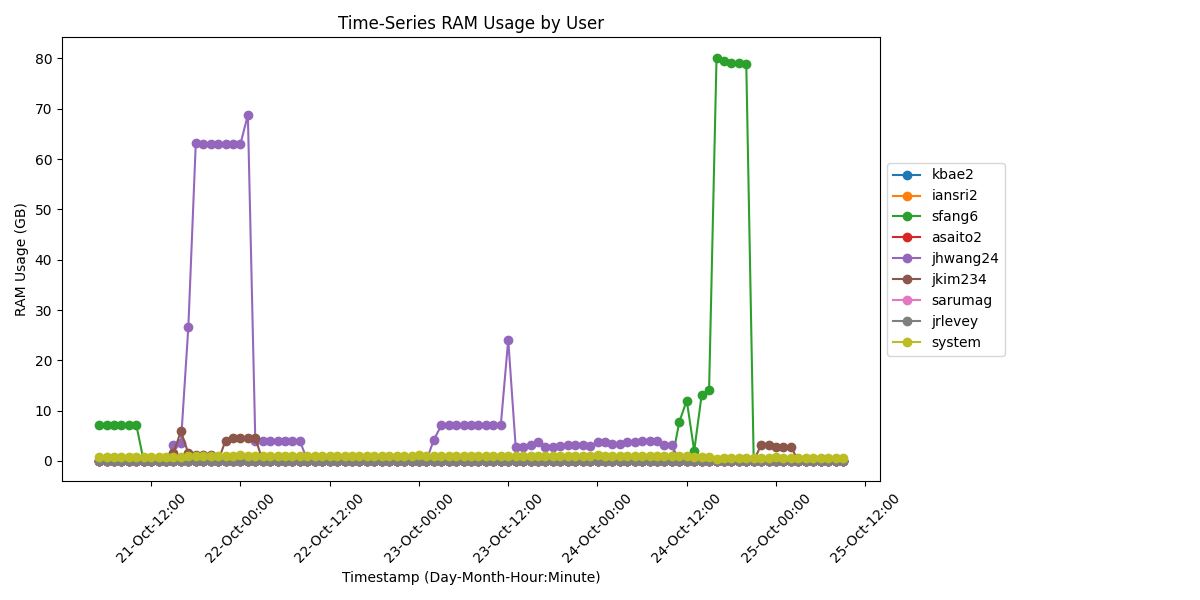 Time-Series RAM Usage by User
RAM Usage (GB)
80
70
60
50
40
30
20
10
0
21-Oct-12:00
22-Oct-00:00
22-Oct-12:00
23-Oct-00:00
23-Oct-12:00
24-Oct-00:00
24-Oct-12:00
25-Oct-00:00
25-Oct-12:00
Timestamp (Day-Month-Hour:Minute)
kbae2
iansri2
sfang6
asaito2
jhwang24
jkim234
sarumag
jrlevey
system